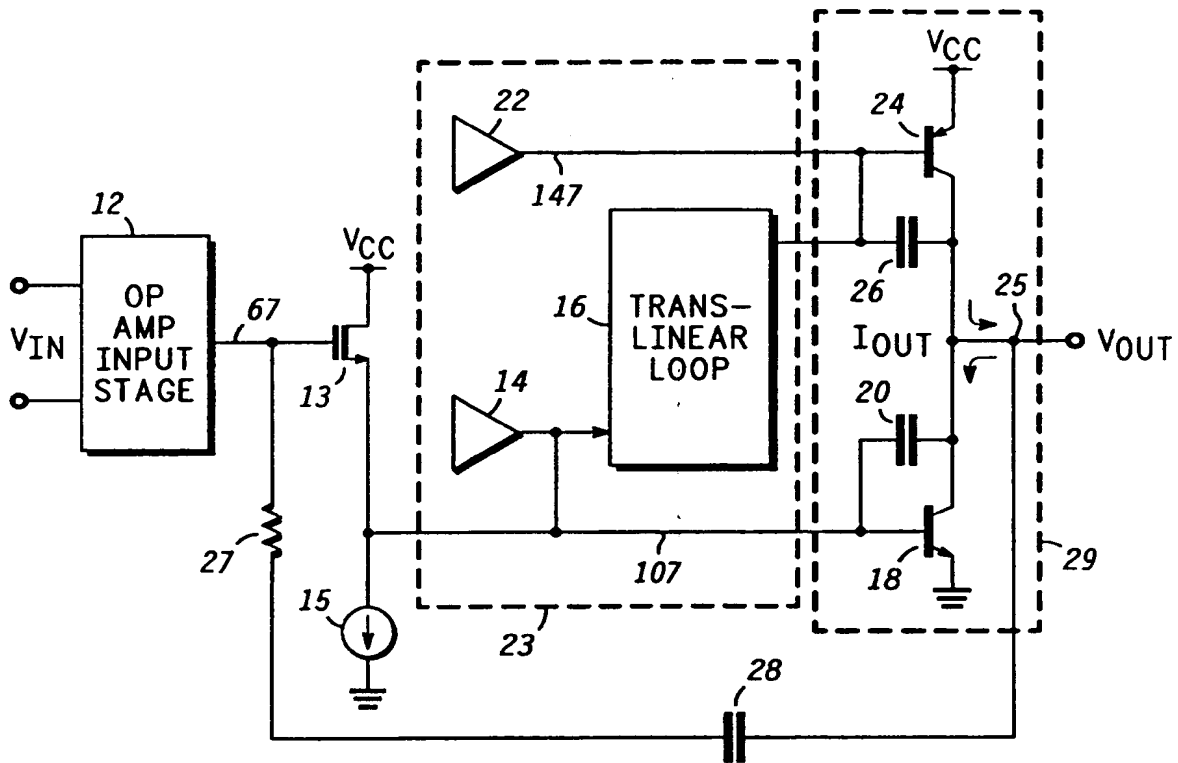 VCC
24
22
147
12
VCC
OP
AMP
INPUT
STAGE
VIN
67
13
16
TRANS-
LINEAR
LOOP
26
25
IOUT
VOUT
14
20
27
107
18
29
15
23
28